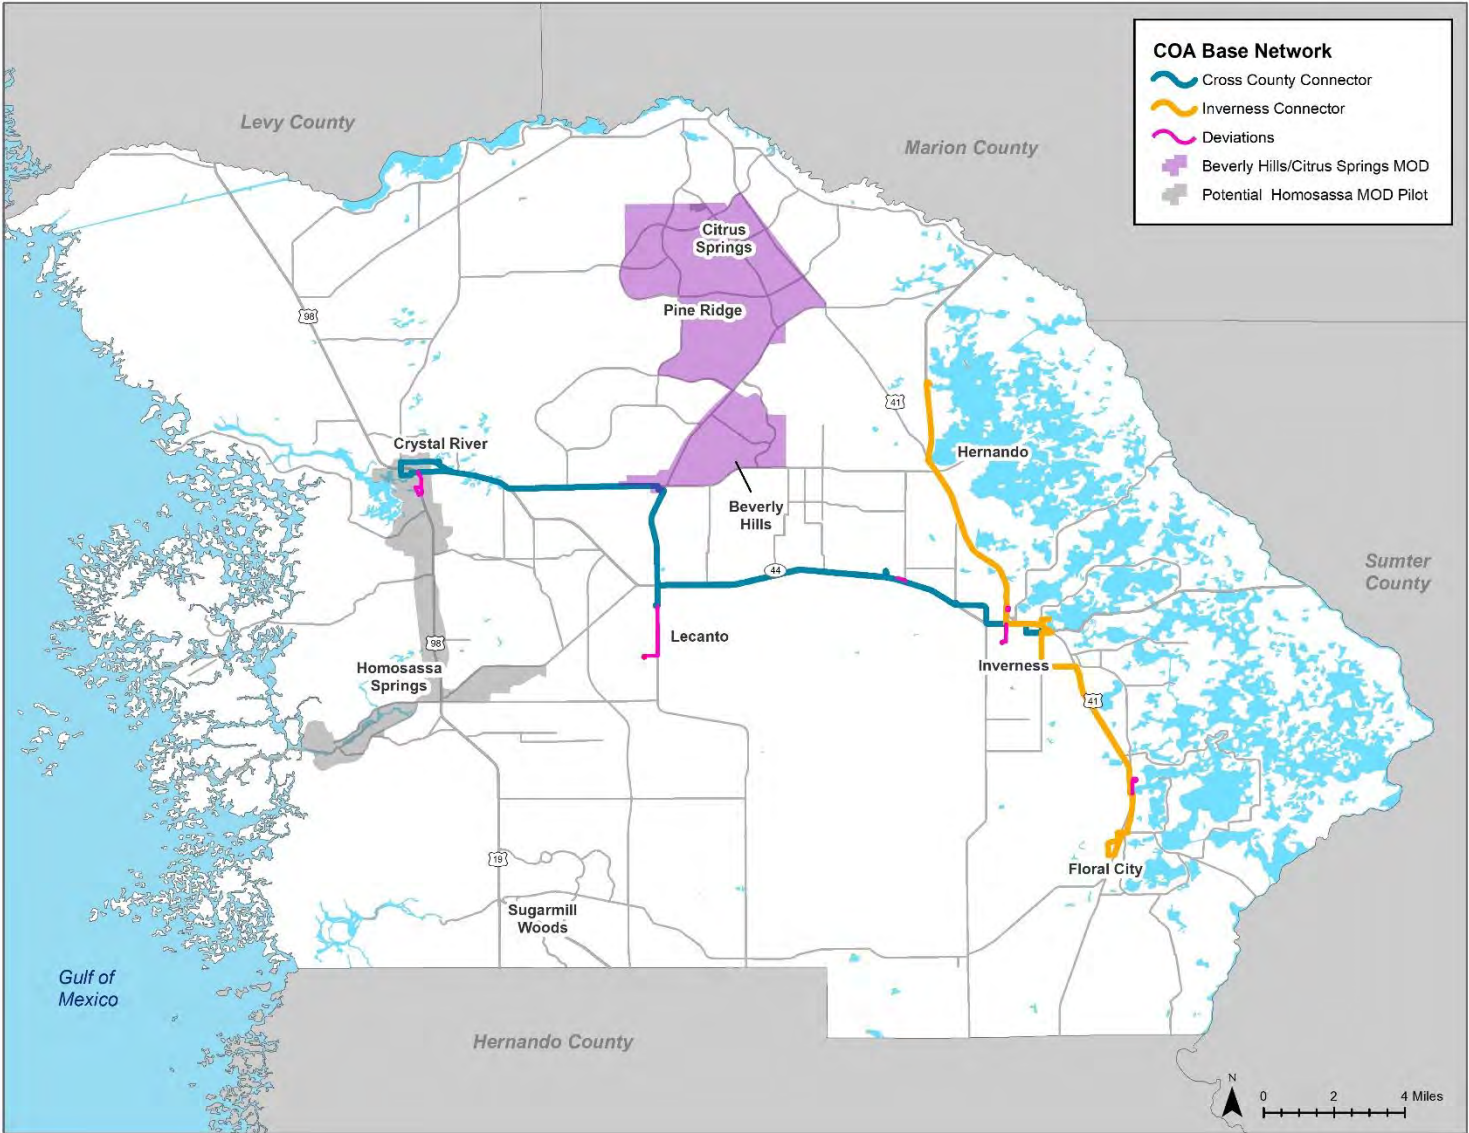 COA Base Network
Cross County Connector
Inverness Connector
Deviations
Beverly Hills/Citrus Springs MOD
Potential Homosassa MOD Pilot
Levy County
Marion County
Citrus
Springs
Pine Ridge
98
41
Crystal River
Hernando
Beverly
Hills
44
Sumter
County
Lecanto
98
Inverness
Homosassa
Springs
41
19
Floral City
Sugarmill
Woods
Gulf of
Mexico
Hernando County
N
0 2 4 Miles